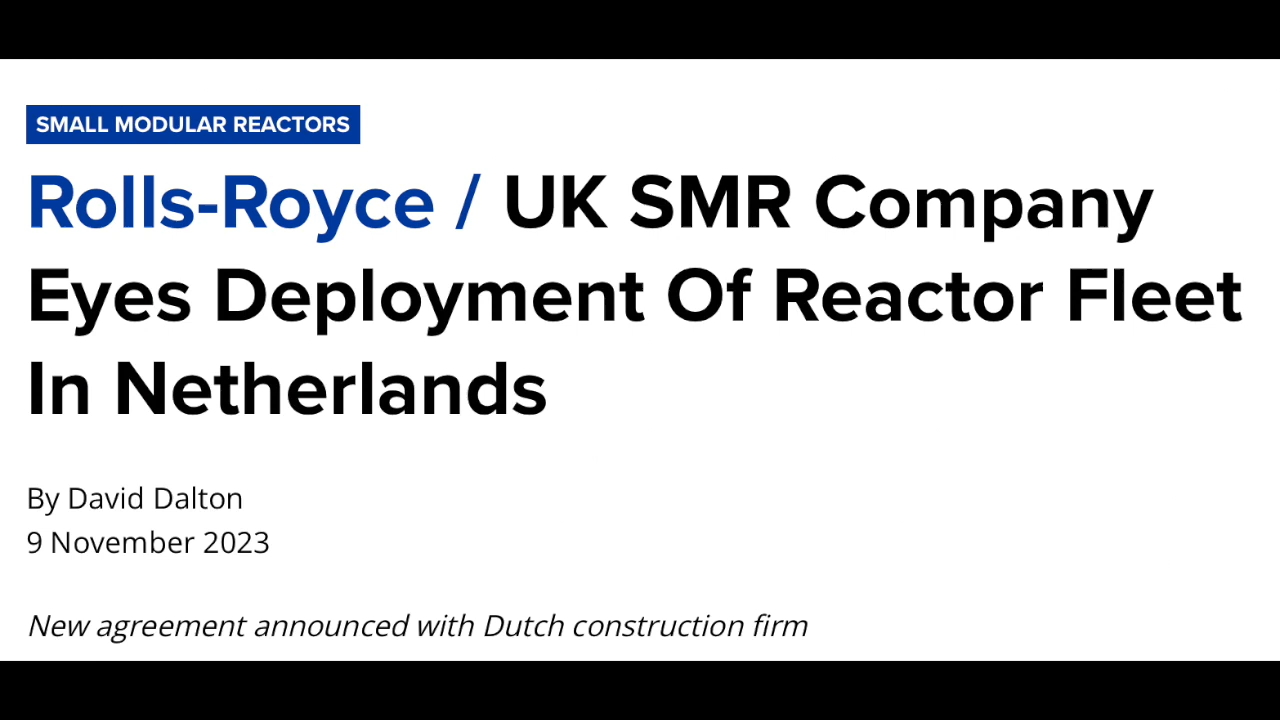 SMALL MODULAR REACTORS
Rolls-Royce / UK SMR Company
Eyes Deployment Of Reactor Fleet
In Netherlands
By David Dalton
9 November 2023
New agreement announced with Dutch construction firm